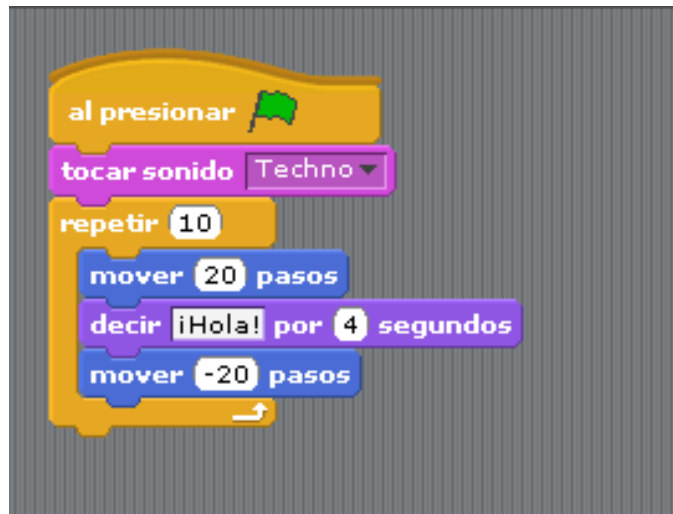 al presionar
tocar sonido Techno
repetir 10
mover 20 pasos
decir ¡Hola! por 4 segundos
mover -20 pasos